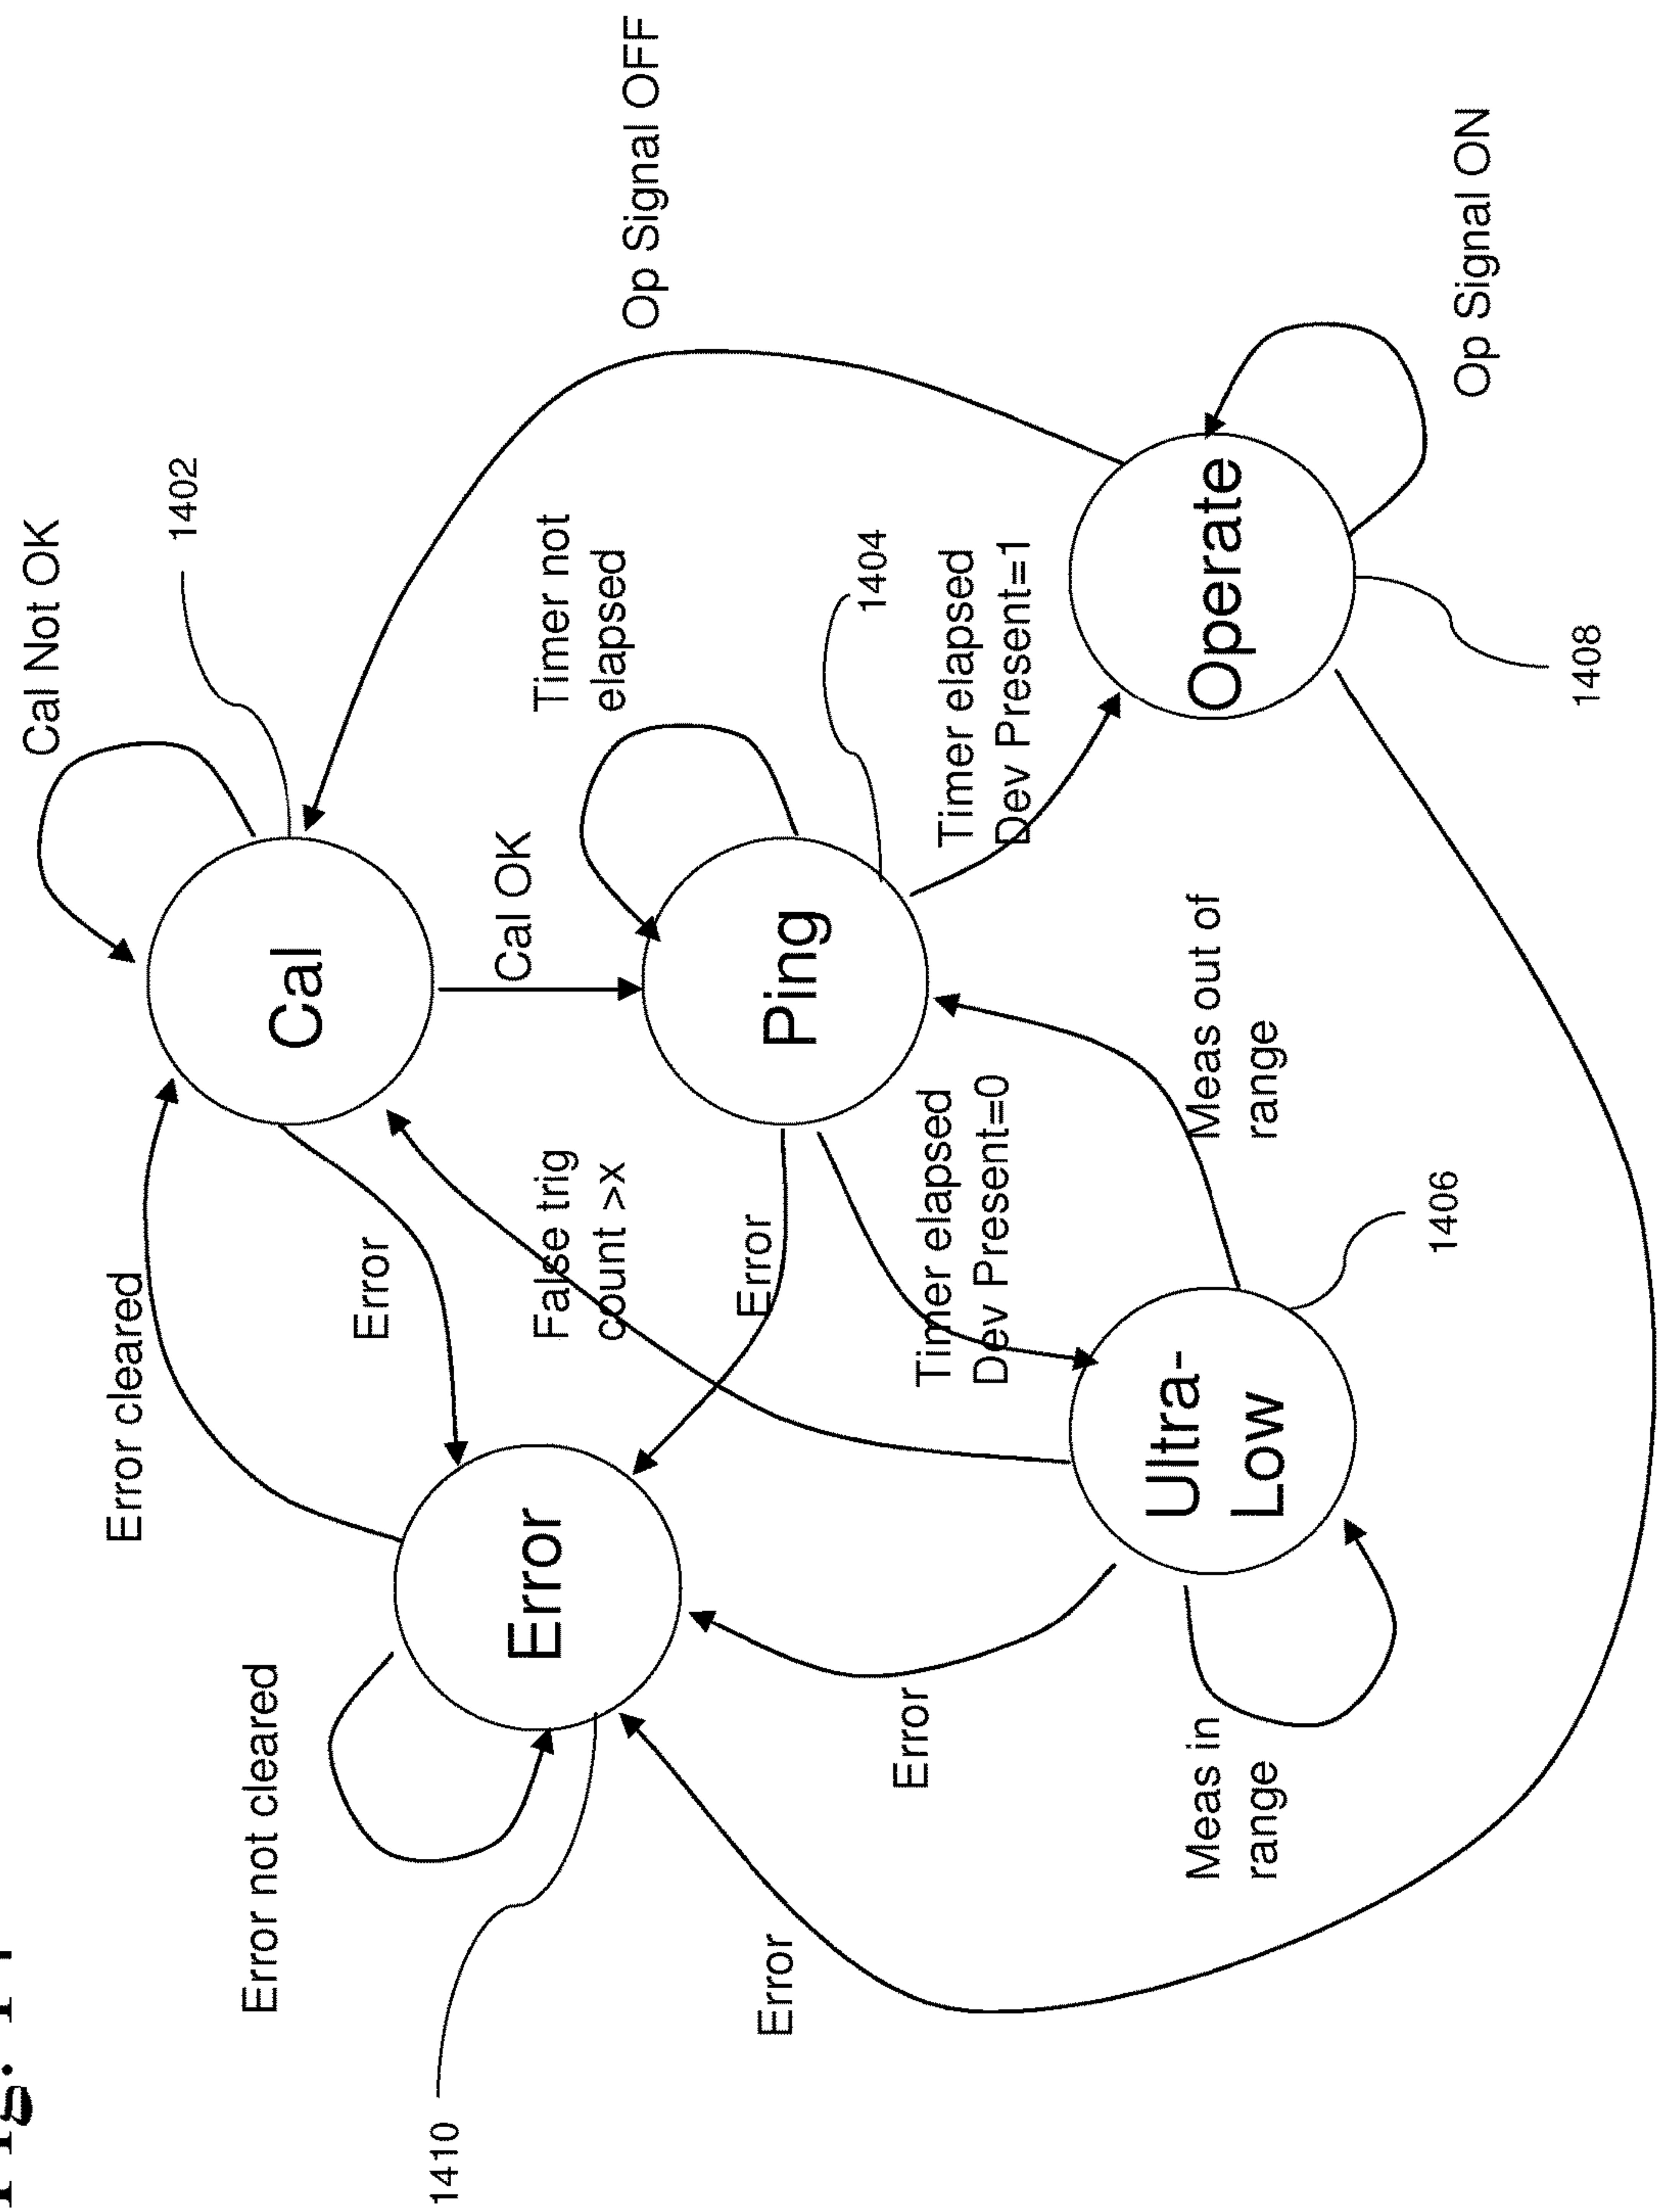 Cal Not OK
Error cleared
1402
Error not cleared
Cal
Error
1410
Cal OK
Error
False trig
count >x
Timer not
elapsed
Op Signal OFF
Error
Error
Ping
1404
Error
Timer elapsed
Dev Present=0
Timer elapsed
Dev Present=1
Ultra-
Low
Meas in
range
Meas out of
range
Operate
1406
Op Signal ON
1408